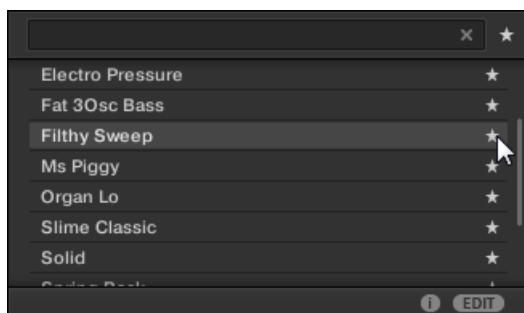 Electro Pressure
Fat 3Osc Bass
Filthy Sweep
Ms Piggy
Organ Lo
Slime Classic
Solid
EDIT